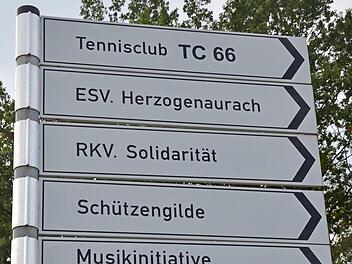 Tennisclub TC 66
ESV. Herzogenaurach
RKV. Solidarität
Schützengilde
Musikinitiative